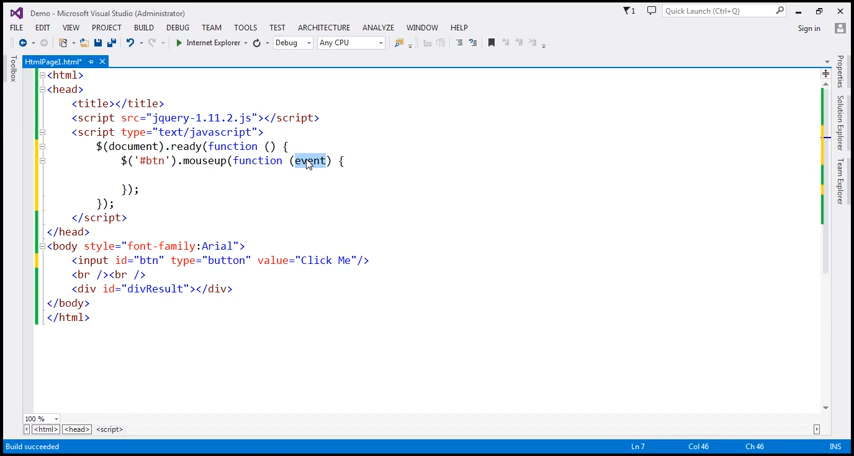 Demo - Microsoft Visual Studio (Administrator)
1
Quick Launch (Ctrl+Q)
FILE EDIT VIEW PROJECT BUILD DEBUG TEAM TOOLS TEST ARCHITECTURE ANALYZE WINDOW HELP
Sign in
Internet Explorer
Debug
Any CPU
Toolbox
HtmlPage1.html*
Properties
Solution Explorer
Team Explorer
<html>
<head>
<title></title>
<script src="jquery-1.11.2.js"></script>
<script type="text/javascript">
$(document).ready(function () {
$('#btn').mouseup(function (event) {
});
});
</script>
</head>
<body style="font-family:Arial">
<input id="btn" type="button" value="Click Me"/>
<br /><br />
<div id="divResult"></div>
</body>
</html>
100 %
<html> <head> <script>
Build succeeded
Ln 7
Col 46
Ch 46
INS